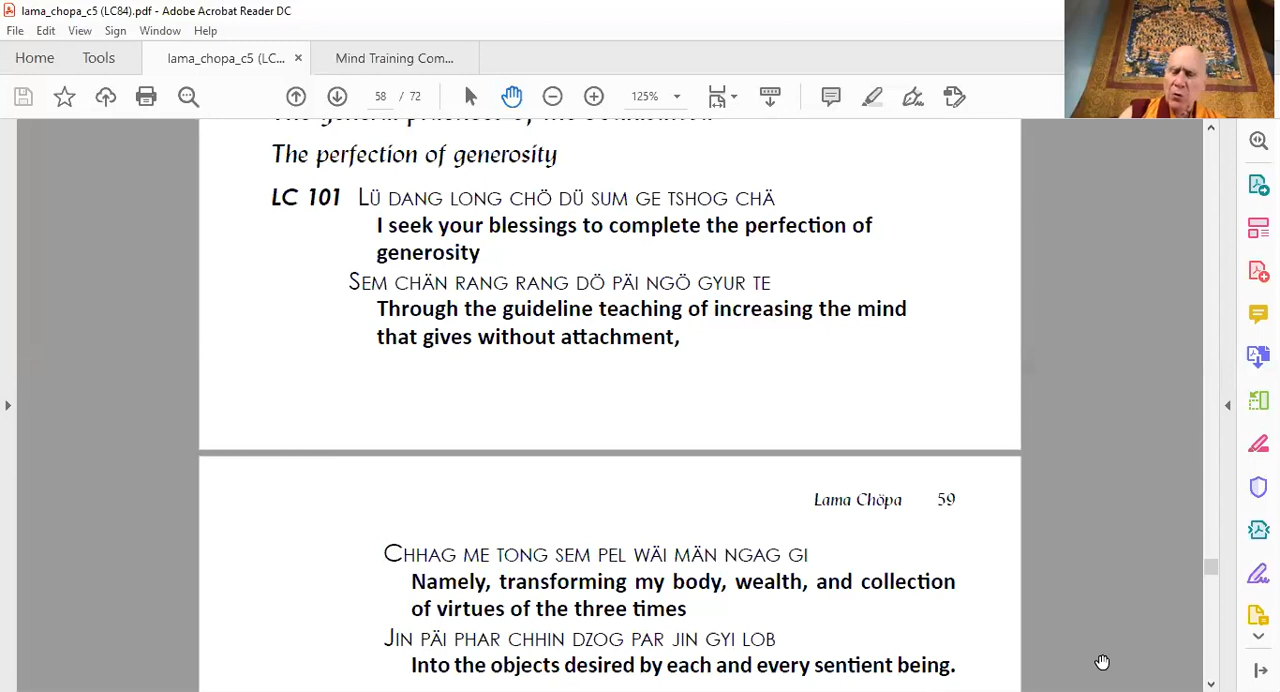 lama_chopa_c5 (LC84).pdf - Adobe Acrobat Reader DC
File Edit View Sign Window Help
Home Tools lama_chopa_c5 (LC... × Mind Training Com...
58 / 72 125%
The perfection of generosity
LC 101 LÜ DANG LONG CHÖ DÜ SUM GE TSHOG CHÄ
I seek your blessings to complete the perfection of
generosity
SEM CHÄN RANG RANG DÖ PÄI NGÖ GYUR TE
Through the guideline teaching of increasing the mind
that gives without attachment,
Lama Chöpa 59
CHHAG ME TONG SEM PEL WÄI MÄN NGAG GI
Namely, transforming my body, wealth, and collection
of virtues of the three times
JIN PÄI PHAR CHHIN DZOG PAR JIN GYI LOB
Into the objects desired by each and every sentient being.